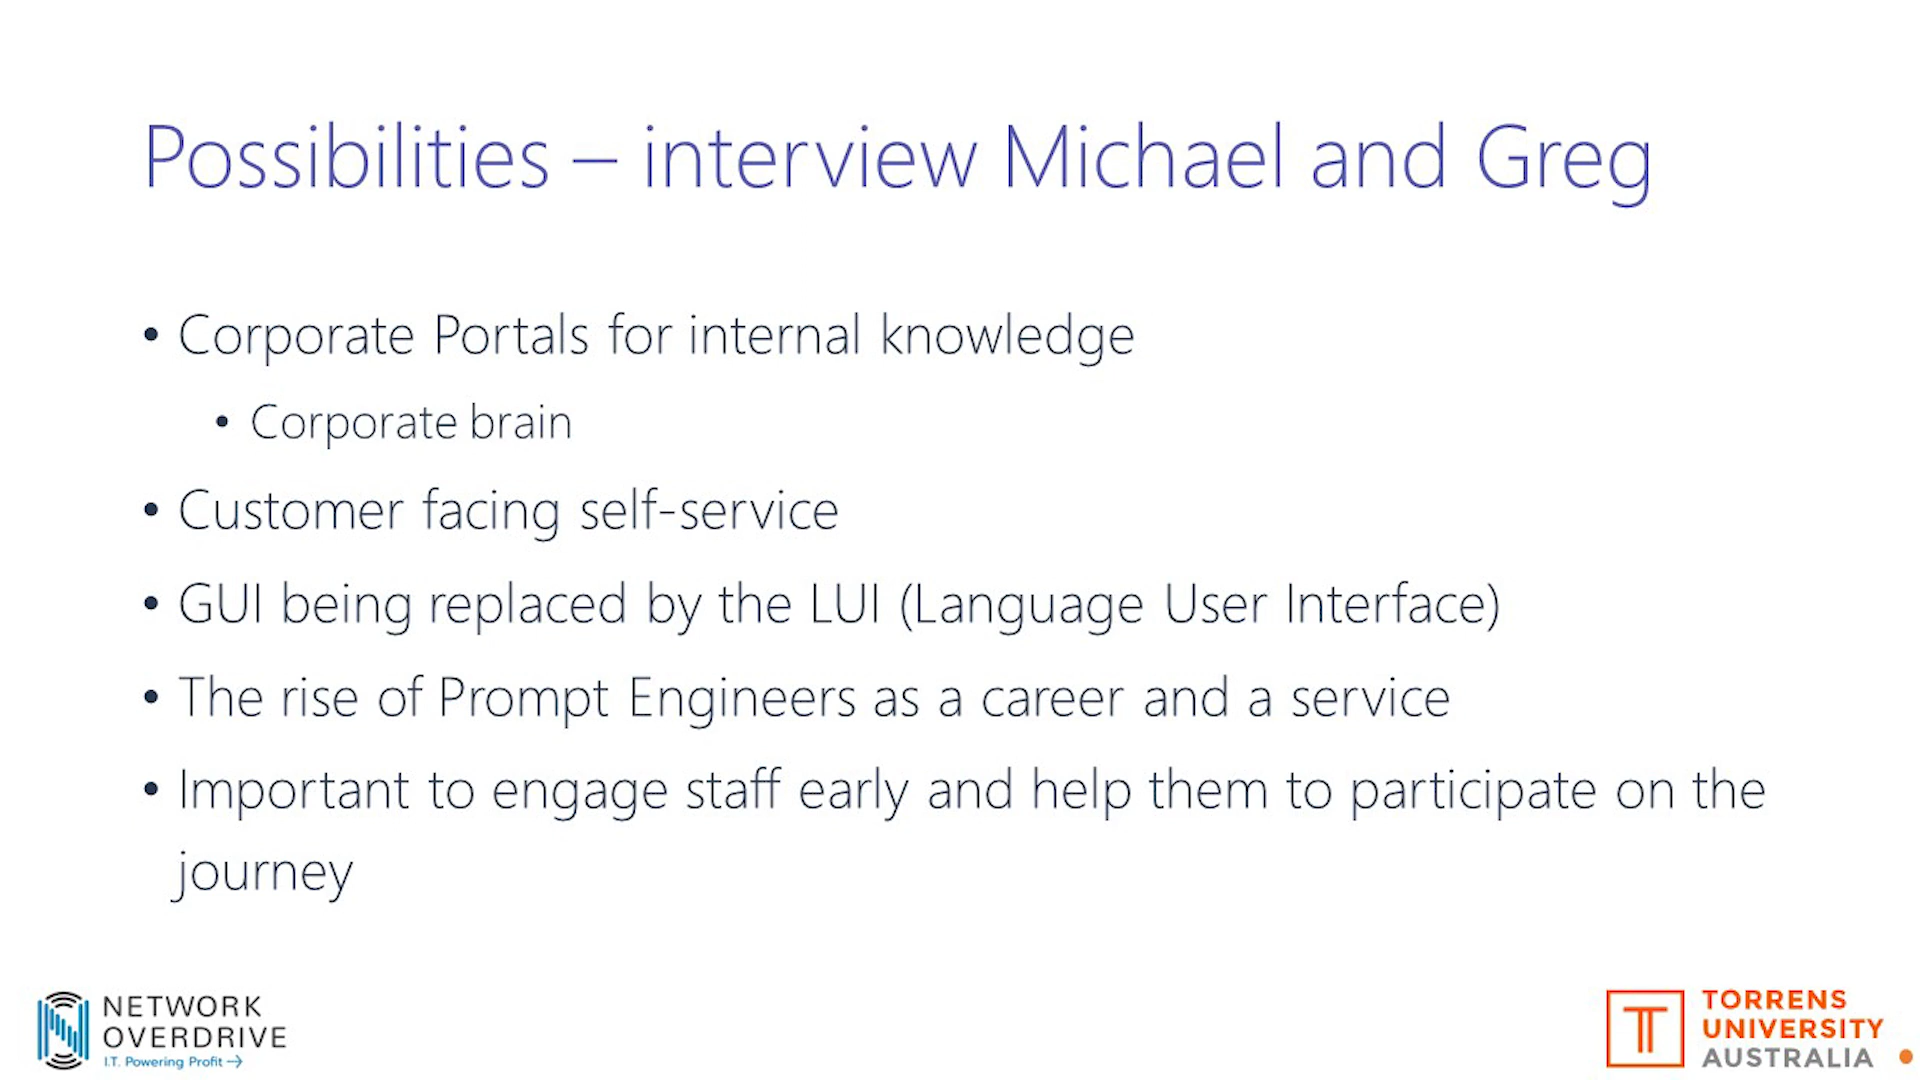 Possibilities – interview Michael and Greg
• Corporate Portals for internal knowledge
• Corporate brain
• Customer facing self-service
• GUI being replaced by the LUI (Language User Interface)
• The rise of Prompt Engineers as a career and a service
• Important to engage staff early and help them to participate on the
journey
NETWORK
OVERDRIVE
I.T. Powering Profit →
TORRENS
UNIVERSITY
AUSTRALIA